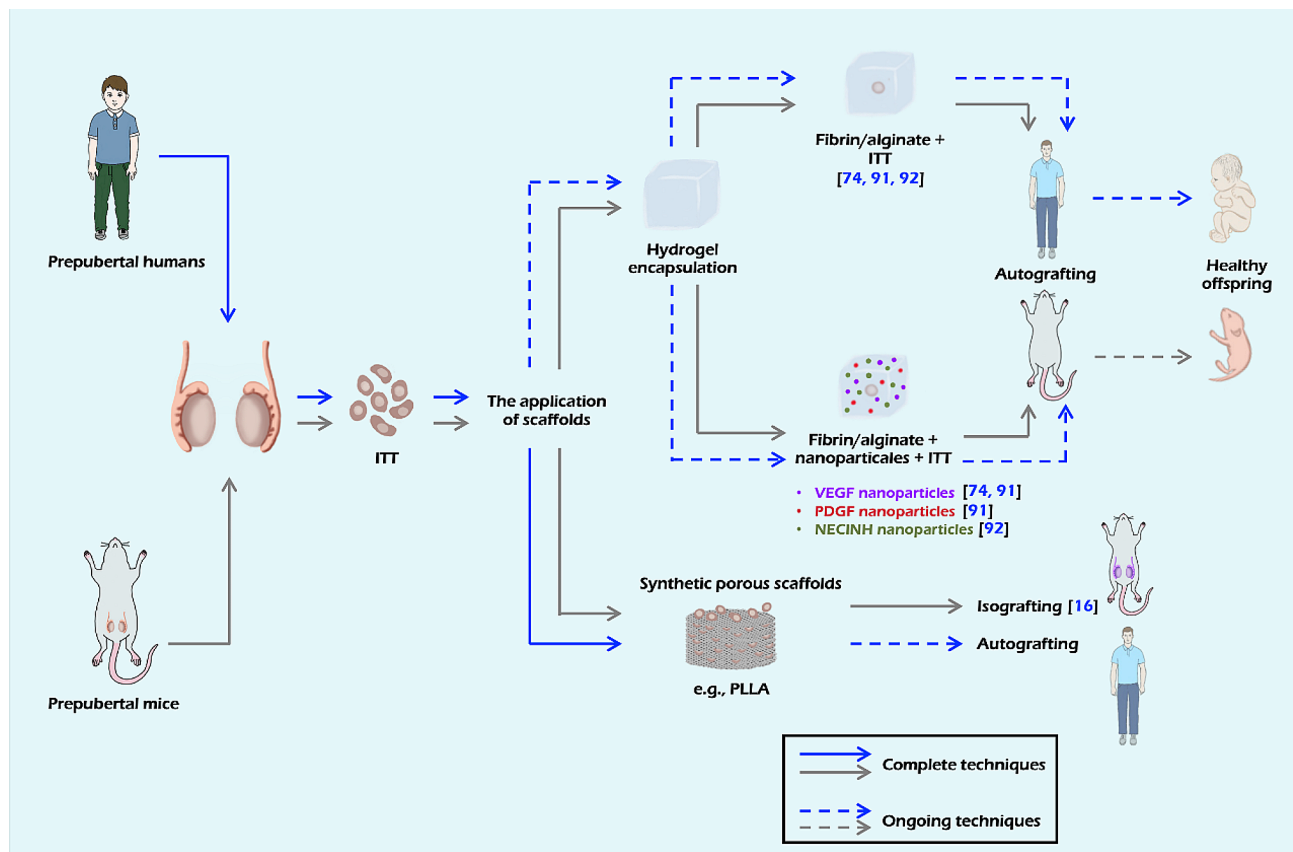 Prepubertal humans
Prepubertal mice
ITT
The application
of scaffolds
Hydrogel
encapsulation
Fibrin/alginate +
ITT
[74, 91, 92]
Autografting
Healthy
offspring
Fibrin/alginate +
nanoparticales + ITT
• VEGF nanoparticles [74, 91]
• PDGF nanoparticles [91]
• NECINH nanoparticles [92]
Synthetic porous scaffolds
e.g., PLLA
Isografting [16]
Autografting
Complete techniques
Ongoing techniques